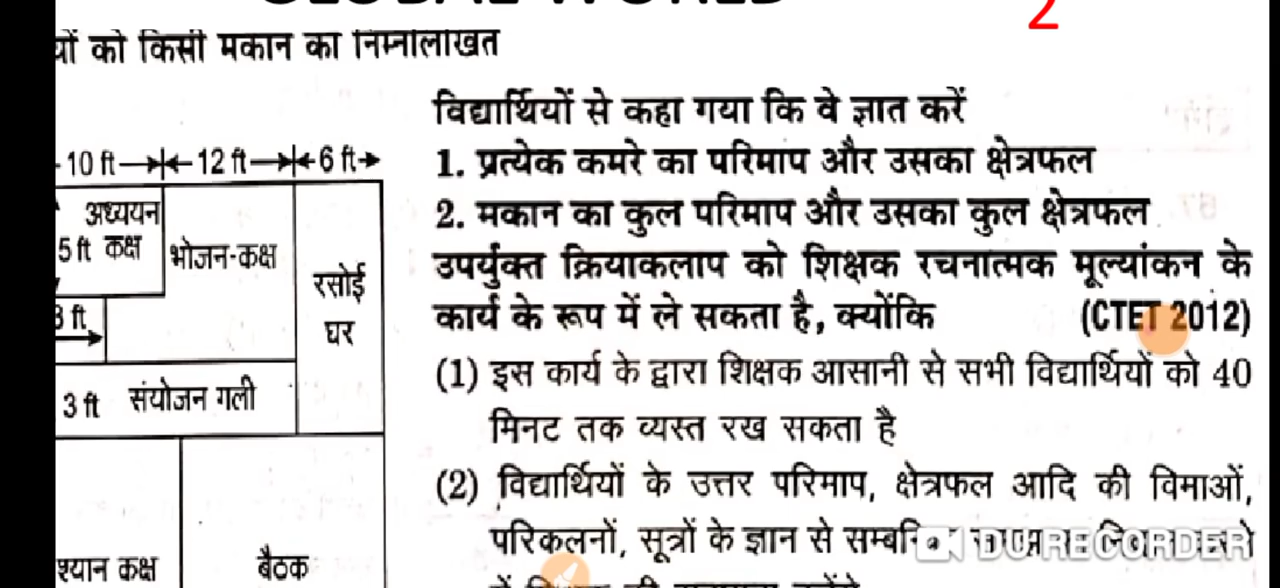 2
को किसी मकान का निम्नलिखित
विद्यार्थियों से कहा गया कि वे ज्ञात करें
10 ft 12 ft 6 ft
1. प्रत्येक कमरे का परिमाप और उसका क्षेत्रफल
2. मकान का कुल परिमाप और उसका कुल क्षेत्रफल
अध्ययन
5 ft कक्ष
भोजन-कक्ष
रसोई
घर
3 ft
3 ft संयोजन गली
बैठक
उपर्युक्त क्रियाकलाप को शिक्षक रचनात्मक मूल्यांकन के
कार्य के रूप में ले सकता है, क्योंकि (CTET 2012)
(1) इस कार्य के द्वारा शिक्षक आसानी से सभी विद्यार्थियों को 40
मिनट तक व्यस्त रख सकता है
(2) विद्यार्थियों के उत्तर परिमाप, क्षेत्रफल आदि की विमाओं,
परिकलनों, सूत्रों के ज्ञान से
DU RECORDER